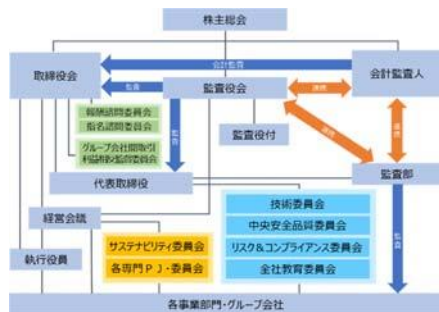 株主総会
会計監査
取締役会
監査役会
会計監査人
監査
連携
報酬諮問委員会
指名諮問委員会
グループ会社間取引
利益相反監督委員会
監査
監査役付
連携
連携
代表取締役
監査部
経営会議
技術委員会
中央安全品質委員会
リスク&コンプライアンス委員会
全社教育委員会
サステナビリティ委員会
各専門PJ・委員会
監査
執行役員
各事業部門・グループ会社